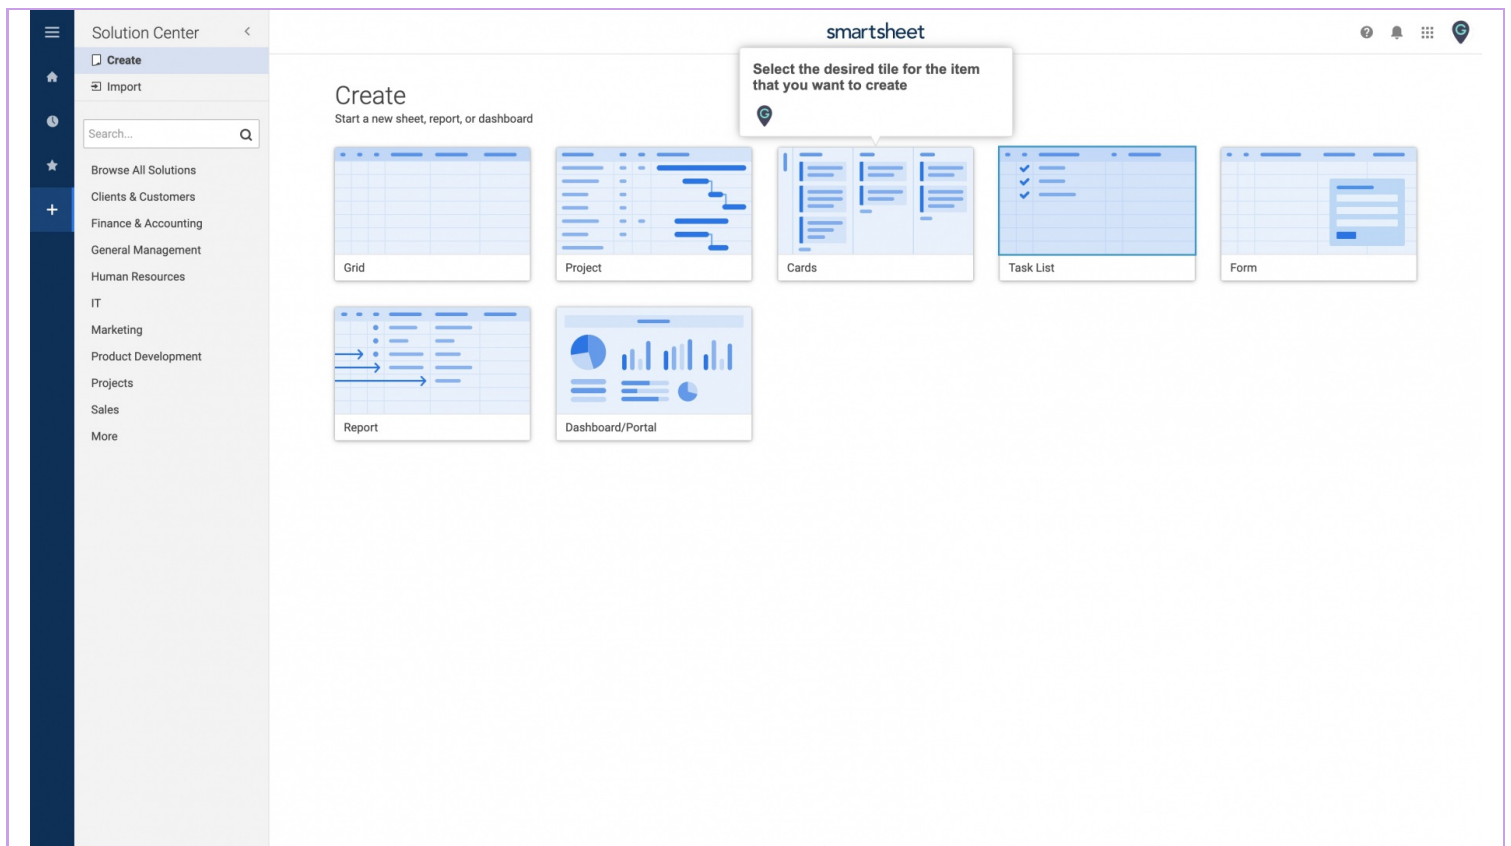 Solution Center
Create
Import
Search...
Browse All Solutions
Clients & Customers
Finance & Accounting
General Management
Human Resources
IT
Marketing
Product Development
Projects
Sales
More
smartsheet
G
Select the desired tile for the item
that you want to create
G
Create
Start a new sheet, report, or dashboard
Grid
Project
Cards
Task List
Form
Report
Dashboard/Portal